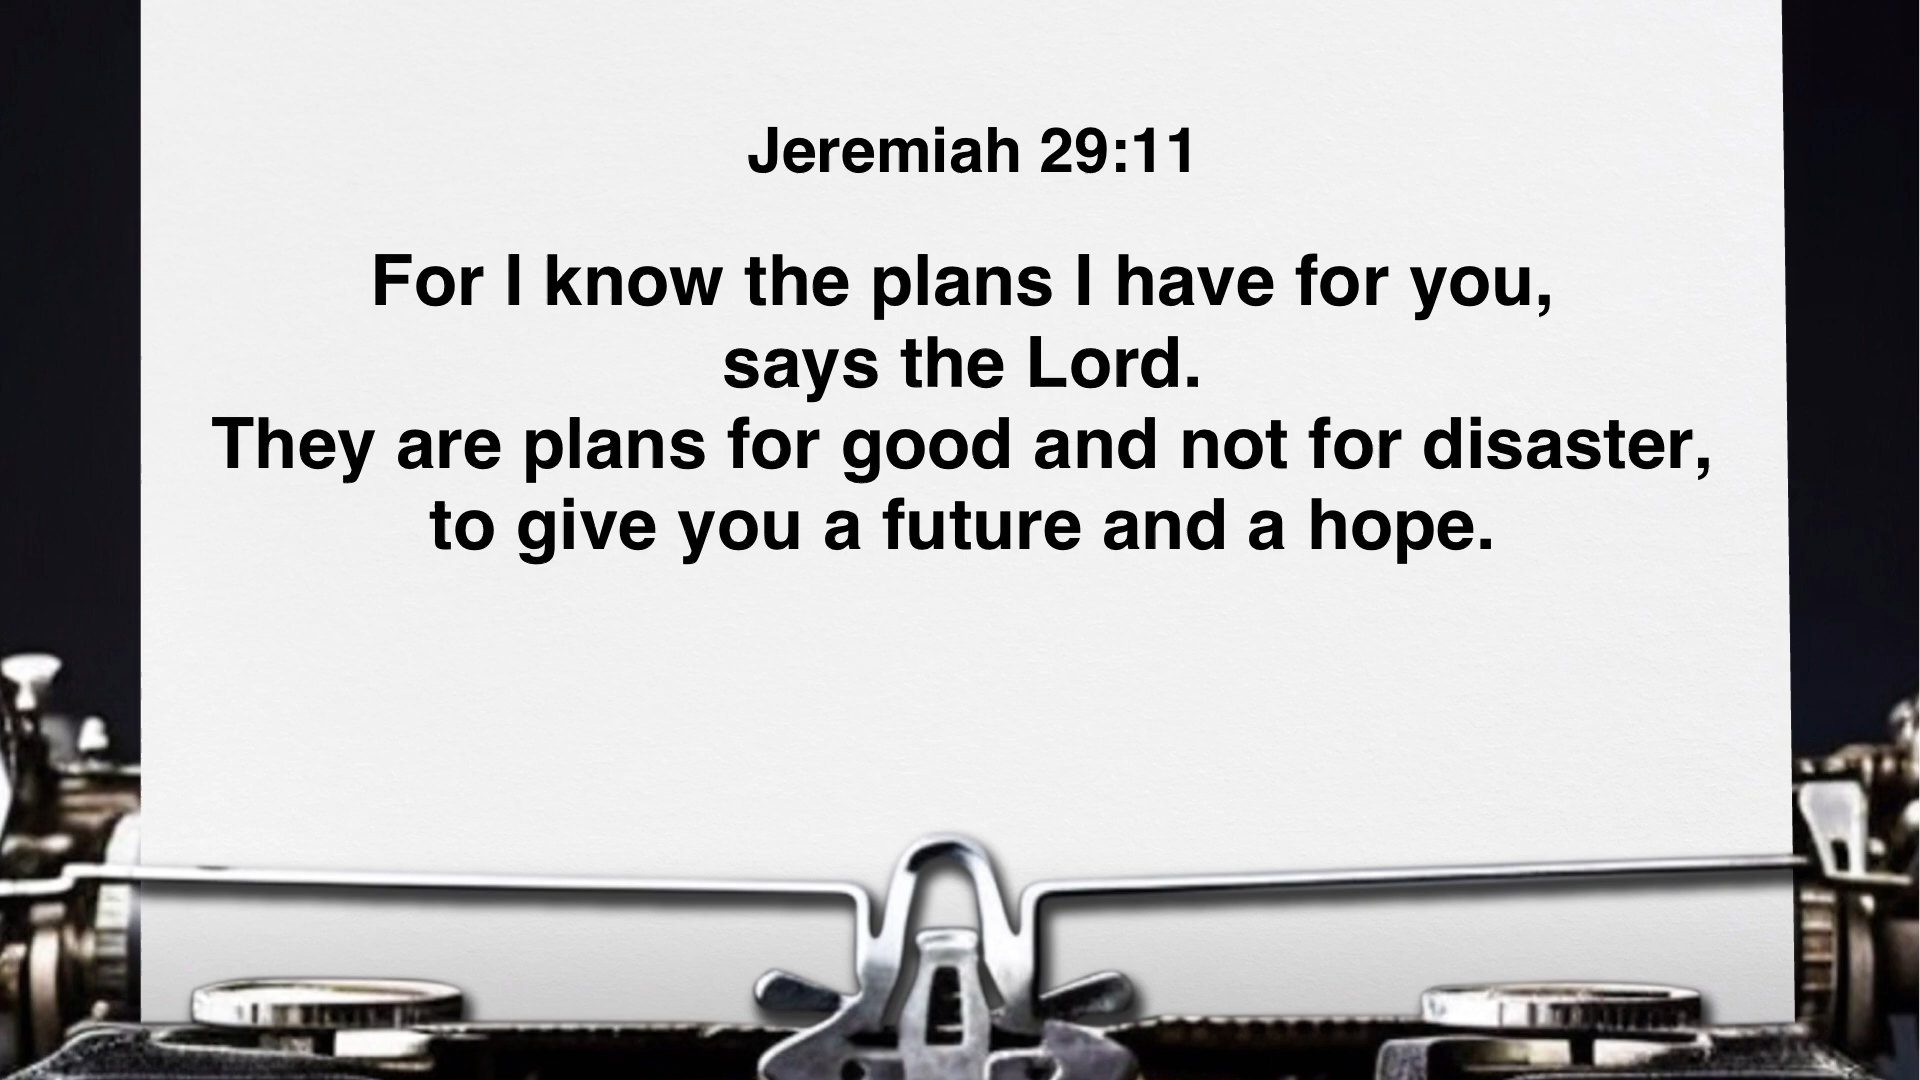 Jeremiah 29:11
For I know the plans I have for you,
says the Lord.
They are plans for good and not for disaster,
to give you a future and a hope.